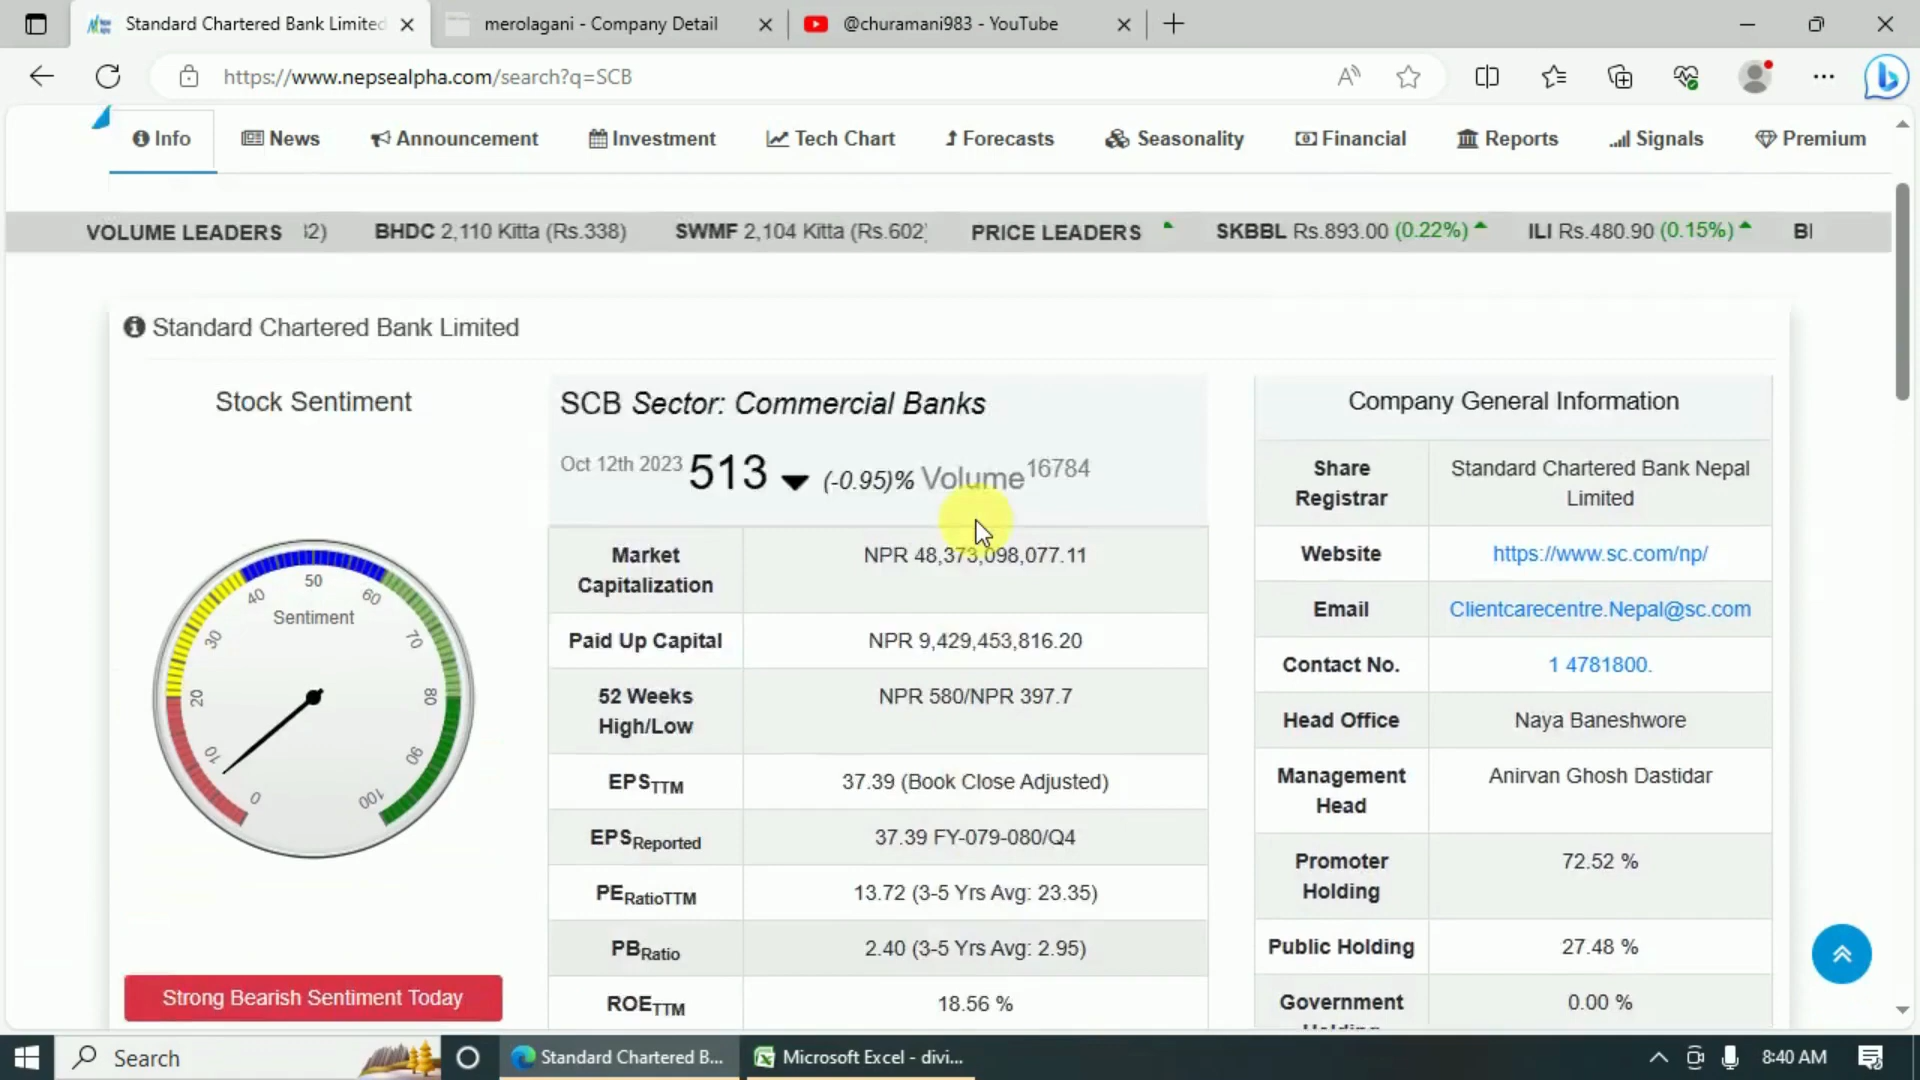 Standard Chartered Bank Limited
merolagani - Company Detail
@churamani983 - YouTube
https://www.nepsealpha.com/search?q=SCB
Info
News
Announcement
Investment
Tech Chart
Forecasts
Seasonality
Financial
Reports
Signals
Premium
VOLUME LEADERS
BHDC 2,110 Kitta (Rs.338)
SWMF 2,104 Kitta (Rs.602)
PRICE LEADERS
SKBBL Rs.893.00 (0.22%)
ILI Rs.480.90 (0.15%)
Standard Chartered Bank Limited
Stock Sentiment
0
10
20
30
40
50
60
70
80
90
100
Sentiment
Strong Bearish Sentiment Today
SCB Sector: Commercial Banks
Oct 12th 2023 513 (-0.95)% Volume 16784
Market Capitalization NPR 48,373,098,077.11
Paid Up Capital NPR 9,429,453,816.20
52 Weeks High/Low NPR 580/NPR 397.7
EPSTTM 37.39 (Book Close Adjusted)
EPSReported 37.39 FY-079-080/Q4
PERatioTTM 13.72 (3-5 Yrs Avg: 23.35)
PBRatio 2.40 (3-5 Yrs Avg: 2.95)
ROETTM 18.56 %
Company General Information
Share Registrar Standard Chartered Bank Nepal Limited
Website https://www.sc.com/np/
Email Clientcarecentre.Nepal@sc.com
Contact No. 1 4781800.
Head Office Naya Baneshwore
Management Head Anirvan Ghosh Dastidar
Promoter Holding 72.52 %
Public Holding 27.48 %
Government 0.00 %
Search
Standard Chartered B...
Microsoft Excel - divi...
8:40 AM